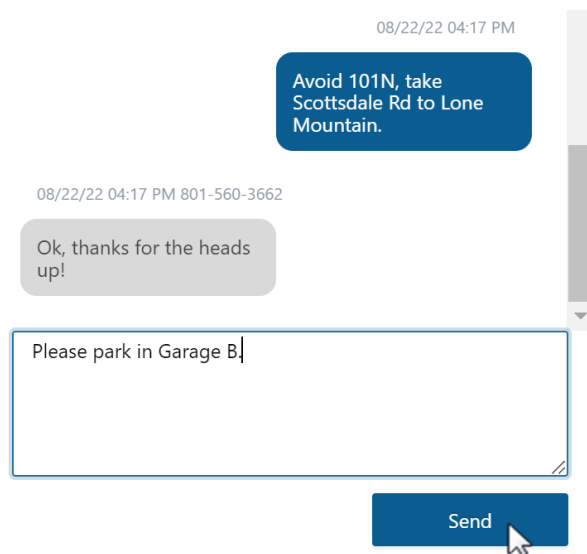 08/22/22 04:17 PM
Avoid 101N, take
Scottsdale Rd to Lone
Mountain.
08/22/22 04:17 PM 801-560-3662
Ok, thanks for the heads
up!
Please park in Garage B.
Send